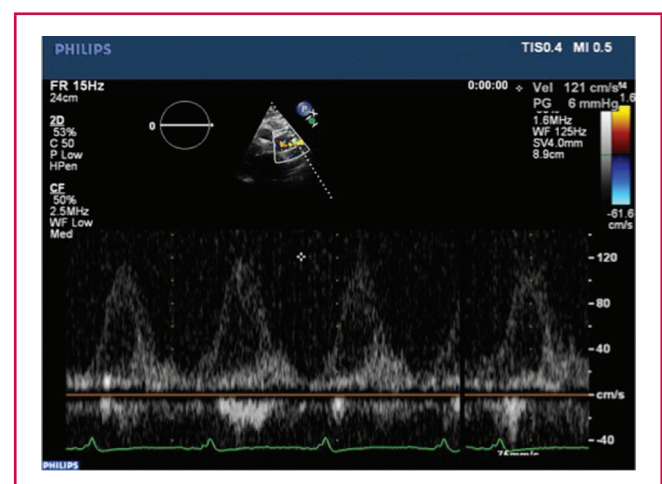 PHILIPS
TIS0.4 MI 0.5
FR 15Hz
24cm
2D
53%
C 50
P Low
HPen
CF
50%
2.5MHz
WF Low
Med
0
0:00:00
Vel 121 cm/s
PG 6 mmHg
1.6MHz
WF 125Hz
SV4.0mm
8.9cm
-61.6
cm/s
-120
-80
-40
-cm/s
--40
75mm/s
PHILIPS